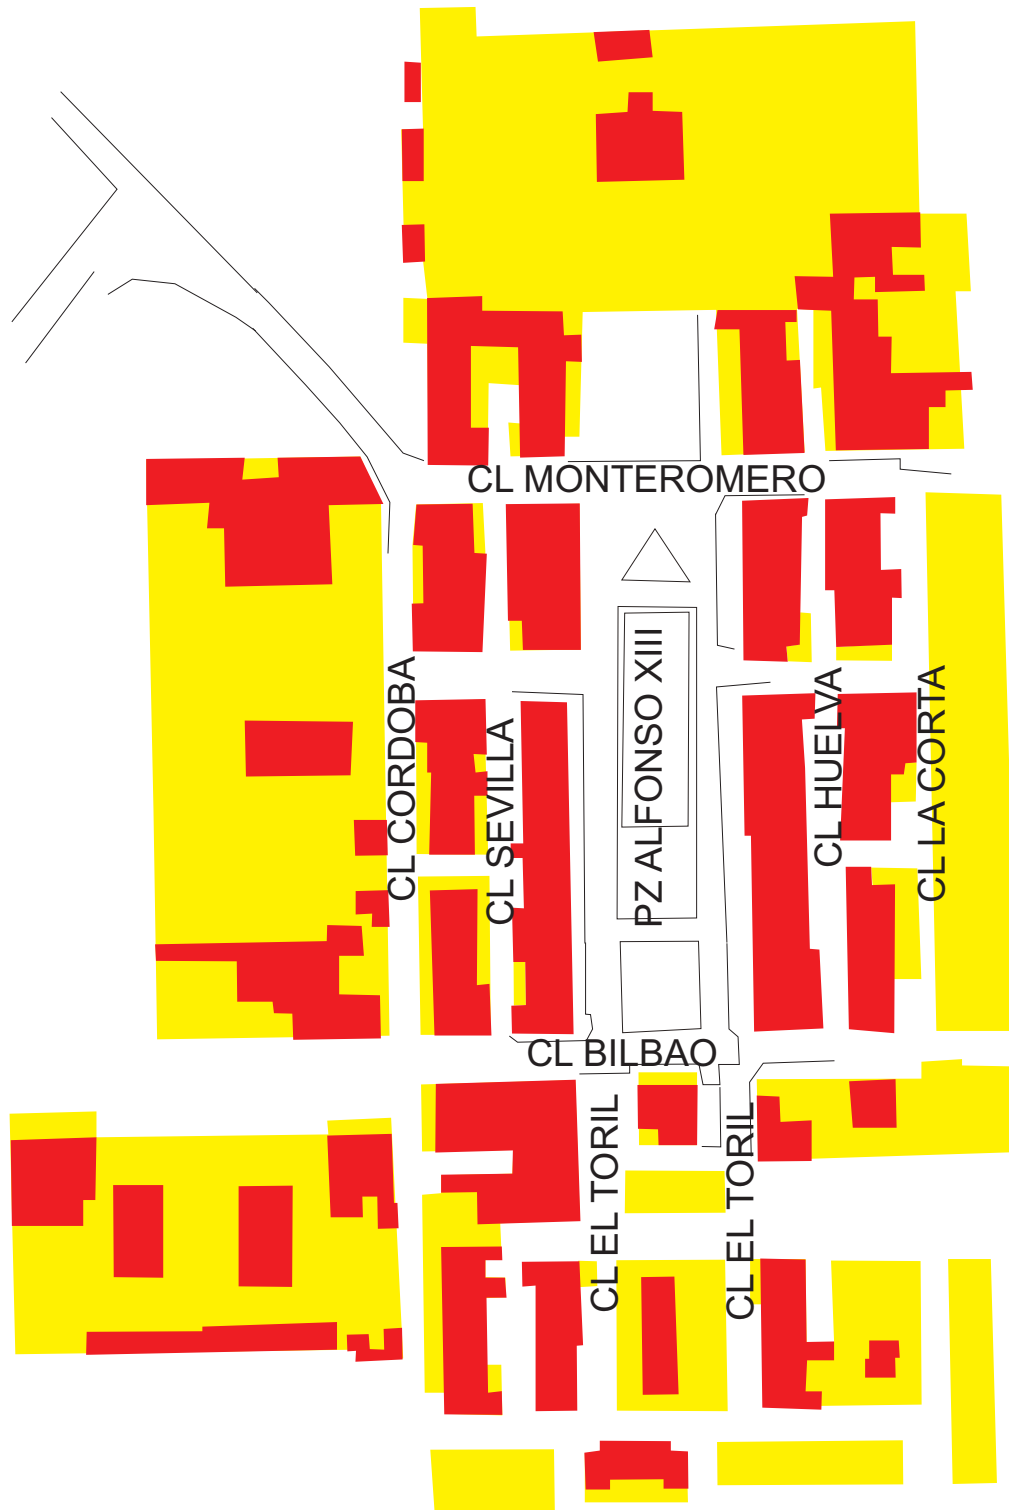 CL MONTEROMERO
CL CORDOBA
CL SEVILLA
PZ ALFONSO XIII
CL HUELVA
CL LA CORTA
CL BILBAO
CL EL TORIL
CL EL TORIL